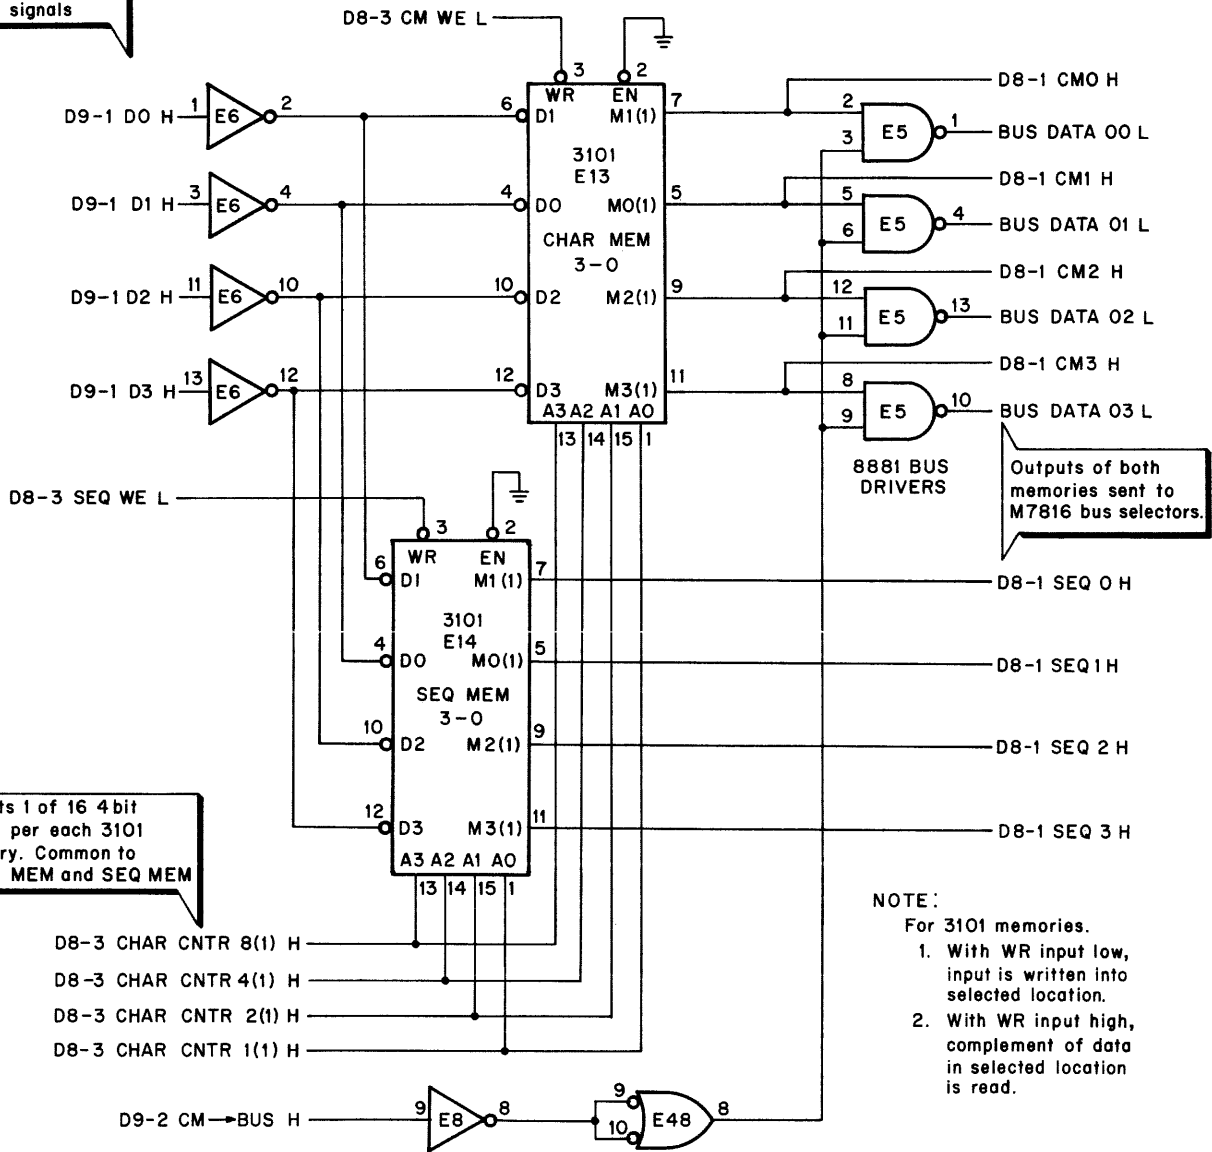 signals
D8-3 CM WE L
3 2
WR EN
D9-1 D0 H 1 E6 2 6 D1 M1(1) 7 D8-1 CM0 H
2 3 E5 1 BUS DATA 00 L
3101
E13
D9-1 D1 H 3 E6 4 4 D0 M0(1) 5 D8-1 CM1 H
5 6 E5 4 BUS DATA 01 L
CHAR MEM
3-0
D9-1 D2 H 11 E6 10 10 D2 M2(1) 9 D8-1 CM2 H
12 11 E5 13 BUS DATA 02 L
D9-1 D3 H 13 E6 12 12 D3 M3(1) 11 D8-1 CM3 H
8 9 E5 10 BUS DATA 03 L
A3 A2 A1 A0
13 14 15 1
8881 BUS
DRIVERS
Outputs of both
memories sent to
M7816 bus selectors.
D8-3 SEQ WE L
3 2
WR EN
6 D1 M1(1) 7 D8-1 SEQ 0 H
3101
E14
4 D0 M0(1) 5 D8-1 SEQ 1 H
SEQ MEM
3-0
10 D2 M2(1) 9 D8-1 SEQ 2 H
12 D3 M3(1) 11 D8-1 SEQ 3 H
A3 A2 A1 A0
13 14 15 1
ts 1 of 16 4 bit
per each 3101
ry. Common to
MEM and SEQ MEM
D8-3 CHAR CNTR 8(1) H
D8-3 CHAR CNTR 4(1) H
D8-3 CHAR CNTR 2(1) H
D8-3 CHAR CNTR 1(1) H
D9-2 CM→BUS H 9 E8 8 9 10 E48 8
NOTE:
For 3101 memories.
1. With WR input low,
input is written into
selected location.
2. With WR input high,
complement of data
in selected location
is read.